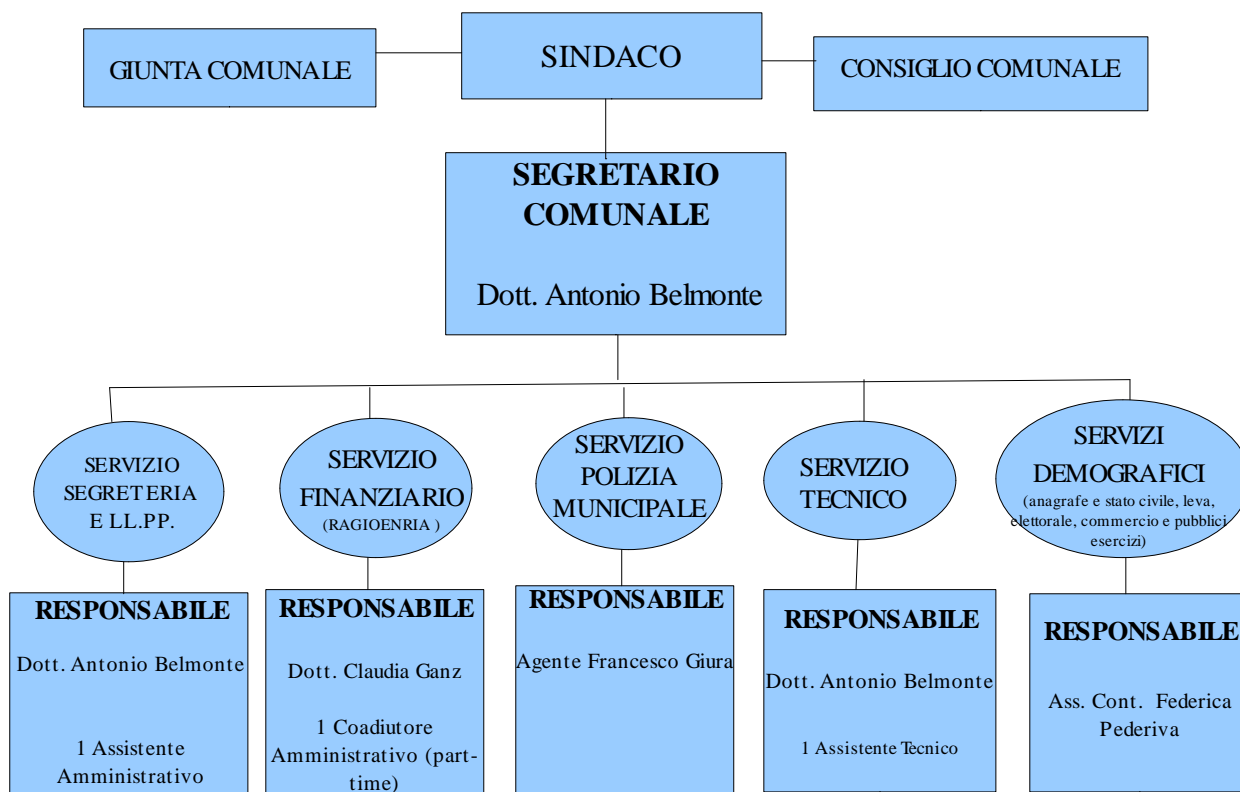 GIUNTA COMUNALE
SINDACO
CONSIGLIO COMUNALE
SEGRETARIO
COMUNALE
Dott. Antonio Belmonte
SERVIZIO
SEGRETERIA
E LL.PP.
SERVIZIO
FINANZIARIO
(RAGIOENRIA )
SERVIZIO
POLIZIA
MUNICIPALE
SERVIZIO
TECNICO
SERVIZI
DEMOGRAFICI
(anagrafe e stato civile, leva,
elettorale, commercio e pubblici
esercizi)
RESPONSABILE
Dott. Antonio Belmonte
1 Assistente
Amministrativo
RESPONSABILE
Dott. Claudia Ganz
1 Coadiutore
Amministrativo (part-
time)
RESPONSABILE
Agente Francesco Giura
RESPONSABILE
Dott. Antonio Belmonte
1 Assistente Tecnico
RESPONSABILE
Ass. Cont. Federica
Pederiva